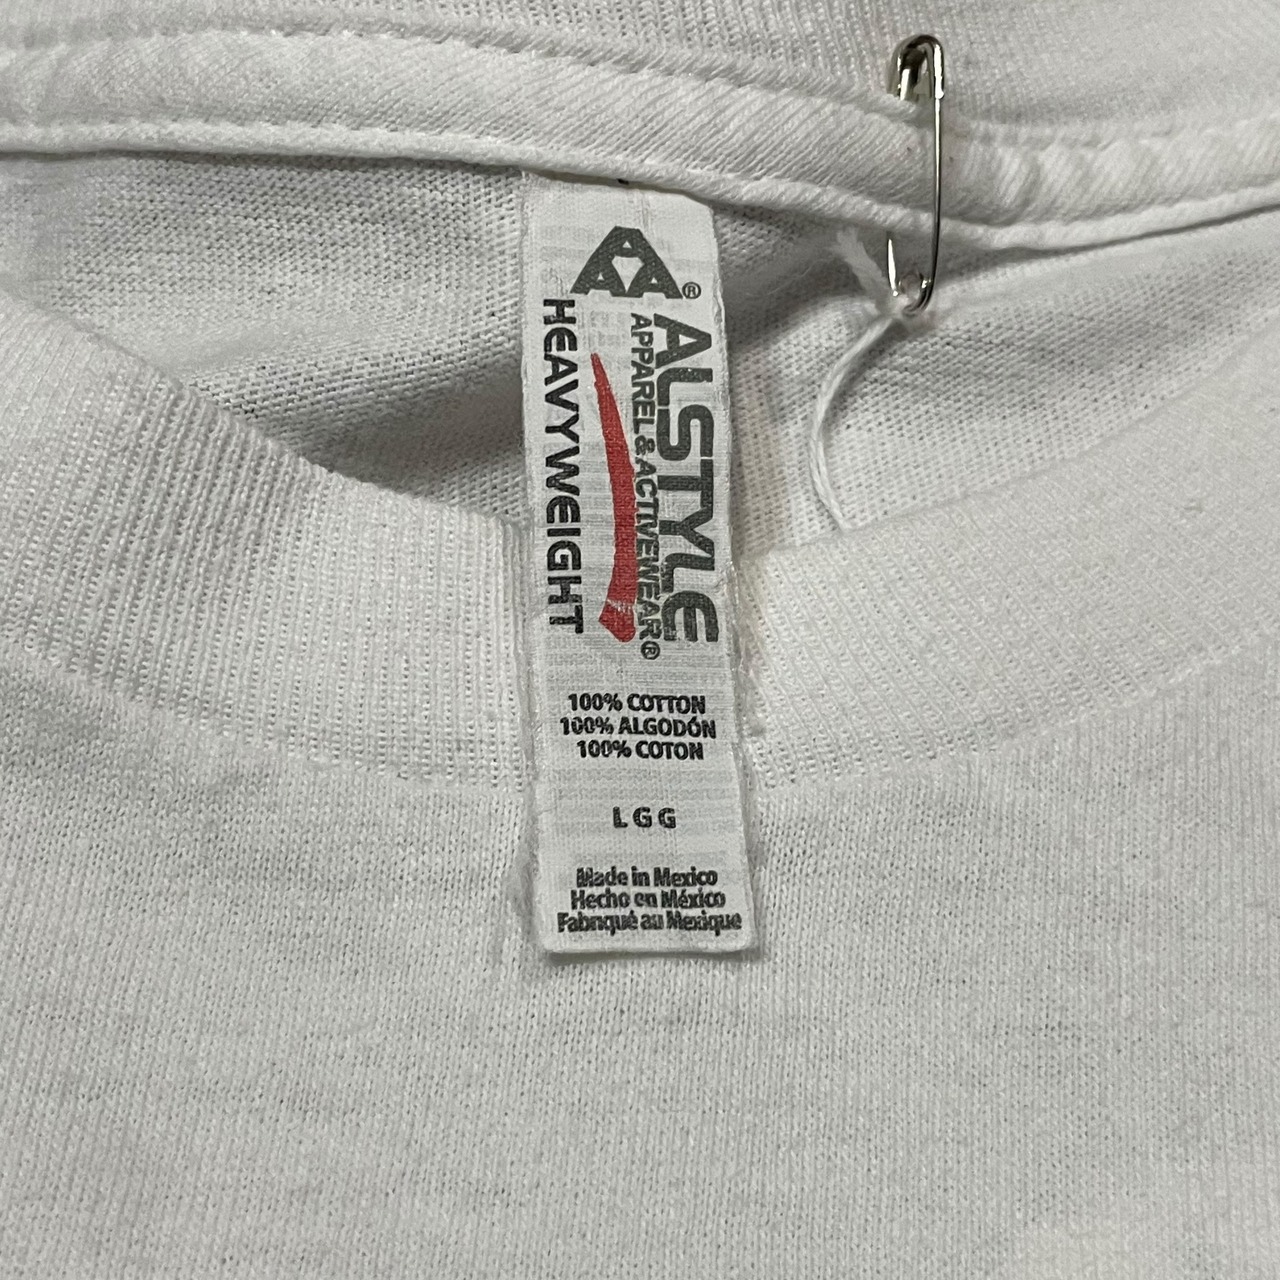 AAA®
ALSTYLE
APPAREL & ACTIVEWEAR®
HEAVYWEIGHT
100% COTTON
100% ALGODÓN
100% COTON
L G G
Made in Mexico
Hecho en México
Fabriqué au Mexique